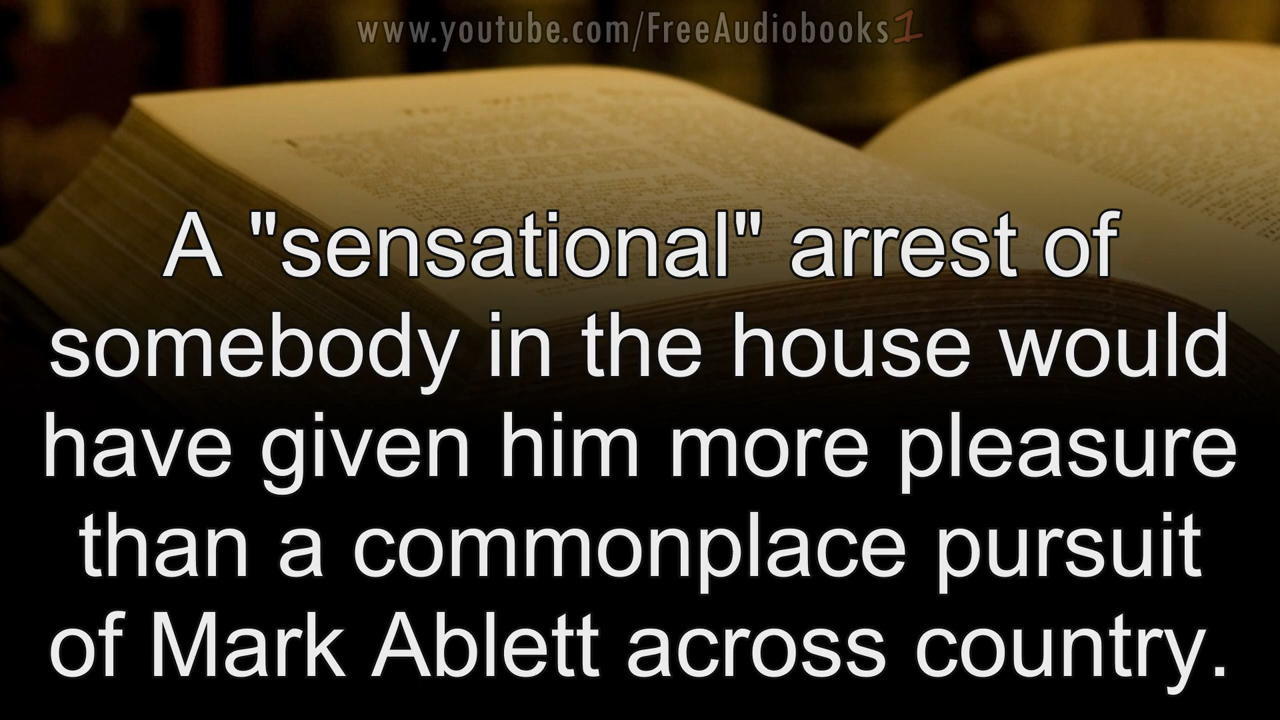 www.youtube.com/FreeAudiobooks1
A "sensational" arrest of
somebody in the house would
have given him more pleasure
than a commonplace pursuit
of Mark Ablett across country.